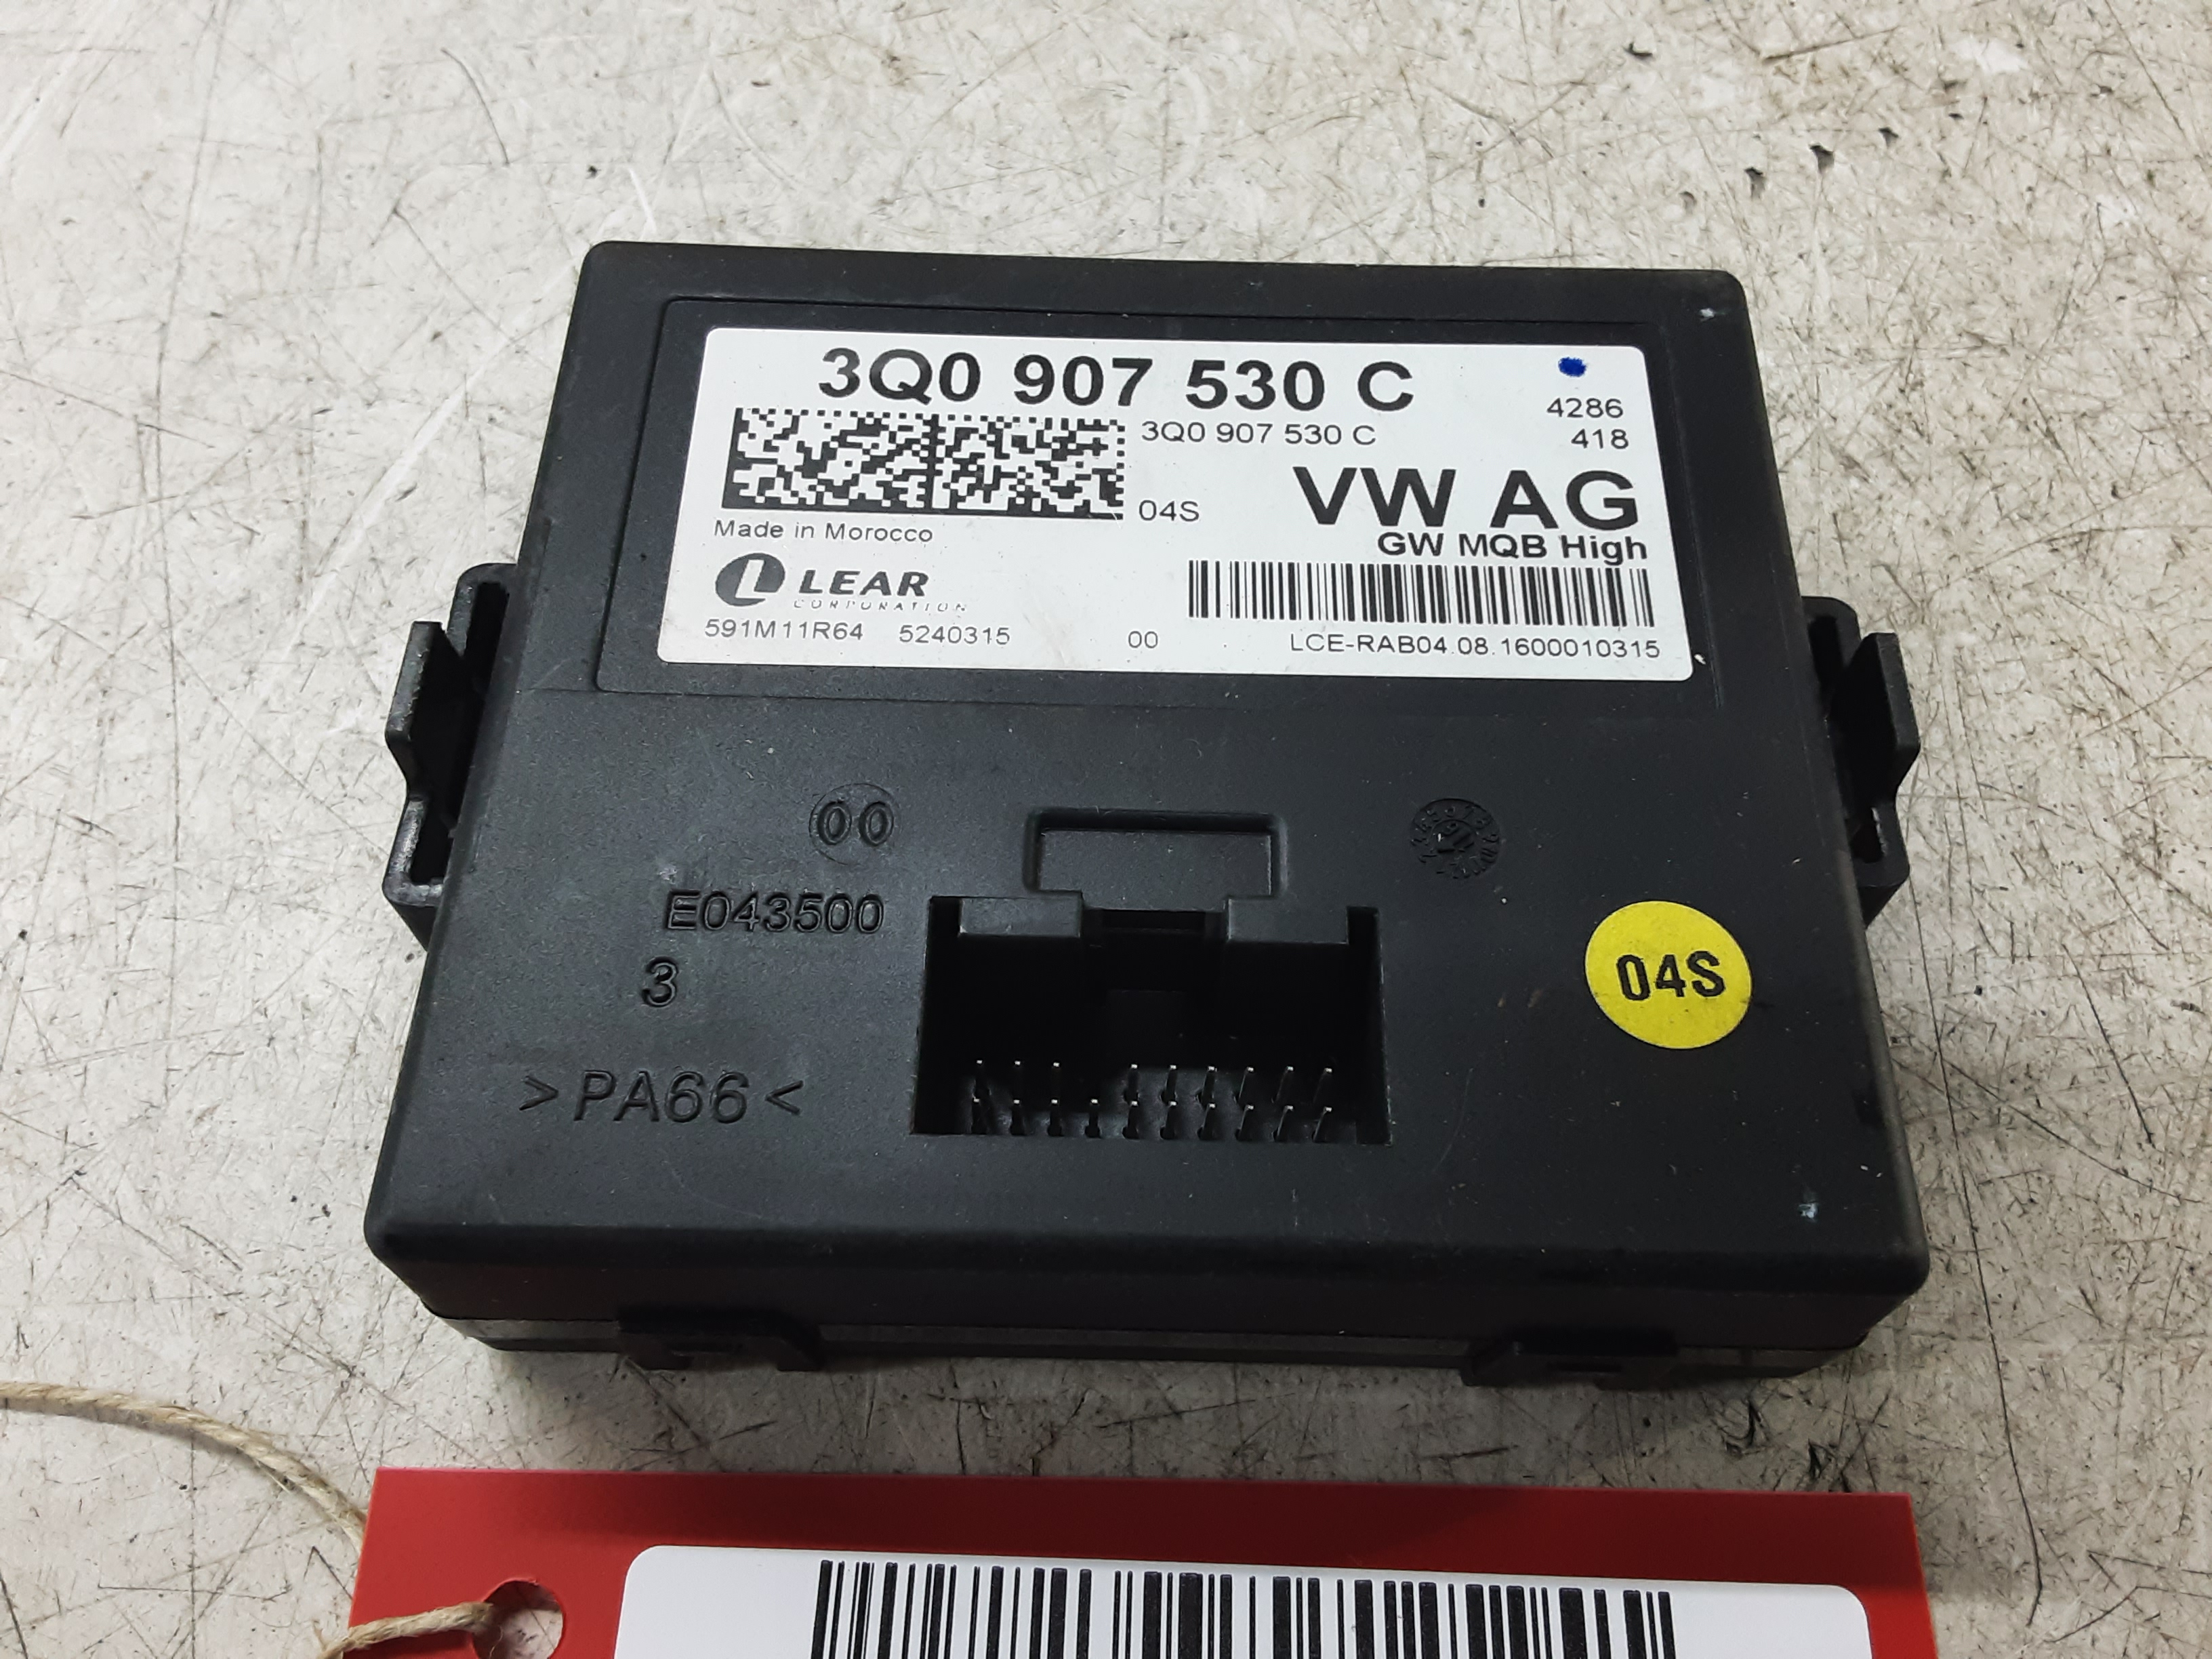 3Q0 907 530 C
4286
3Q0 907 530 C
418
04S
VW AG
Made in Morocco
GW MQB High
LEAR
CORPORATION
591M11R64 5240315 00 LCE-RAB04.08.1600010315
00
E043500
3
04S
>PA66<